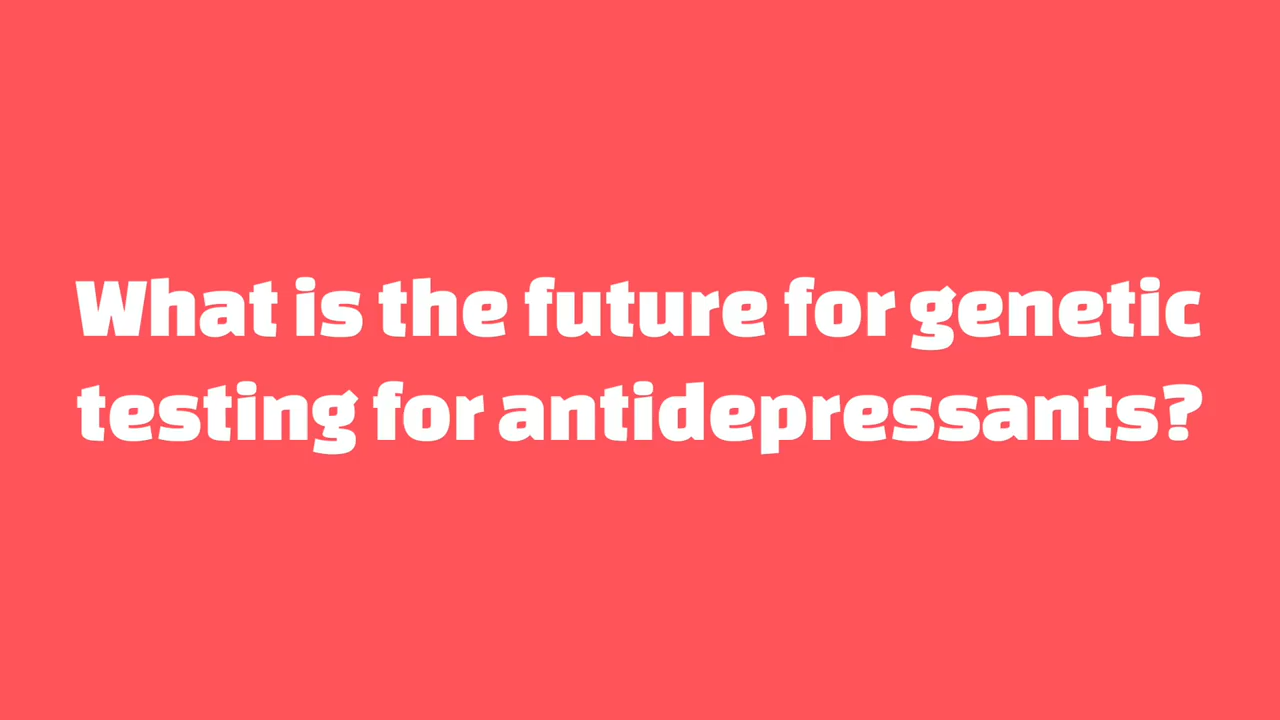 What is the future for genetic
testing for antidepressants?